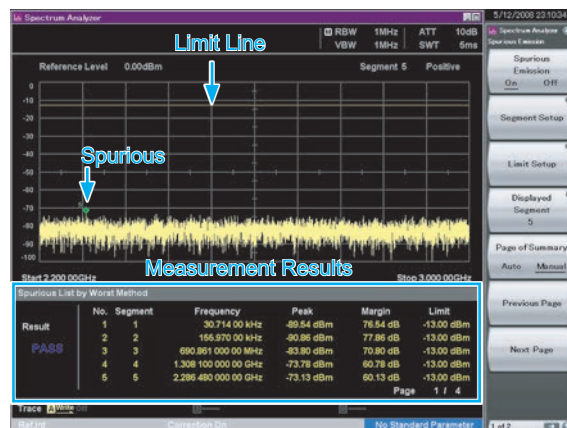 Spectrum Analyzer
5/12/2008 23:10:34
RBW 1MHz ATT 10dB
VBW 1MHz SWT 5ms
Limit Line
Reference Level 0.00dBm Segment 5 Positive
0
-10
-20
-30
-40
-50
-60
-70
-80
-90
-100
Spurious
5
Measurement Results
Start 2.200 00GHz Stop 3.000 00GHz
Spurious List by Worst Method
No. Segment Frequency Peak Margin Limit
Result 1 1 30.714 00 kHz -89.54 dBm 76.54 dB -13.00 dBm
PASS 2 2 155.970 00 kHz -90.86 dBm 77.86 dB -13.00 dBm
3 3 690.861 000 00 MHz -83.80 dBm 70.80 dB -13.00 dBm
4 4 1.308 100 000 00 GHz -73.78 dBm 60.78 dB -13.00 dBm
5 5 2.286 480 000 00 GHz -73.13 dBm 60.13 dB -13.00 dBm
Page 1 / 4
Trace A Write Off
Ref.Int Correction On No Standard Parameter
Spectrum Analyzer
Spurious Emission
Spurious
Emission
On Off
Segment Setup
Limit Setup
Displayed
Segment
5
Page of Summary
Auto Manual
Previous Page
Next Page
1 of 2